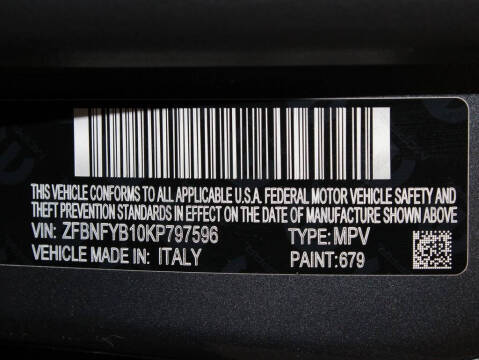 THIS VEHICLE CONFORMS TO ALL APPLICABLE U.S.A. FEDERAL MOTOR VEHICLE SAFETY AND
THEFT PREVENTION STANDARDS IN EFFECT ON THE DATE OF MANUFACTURE SHOWN ABOVE
VIN: ZFBNFYB10KP797596 TYPE: MPV
VEHICLE MADE IN: ITALY PAINT: 679